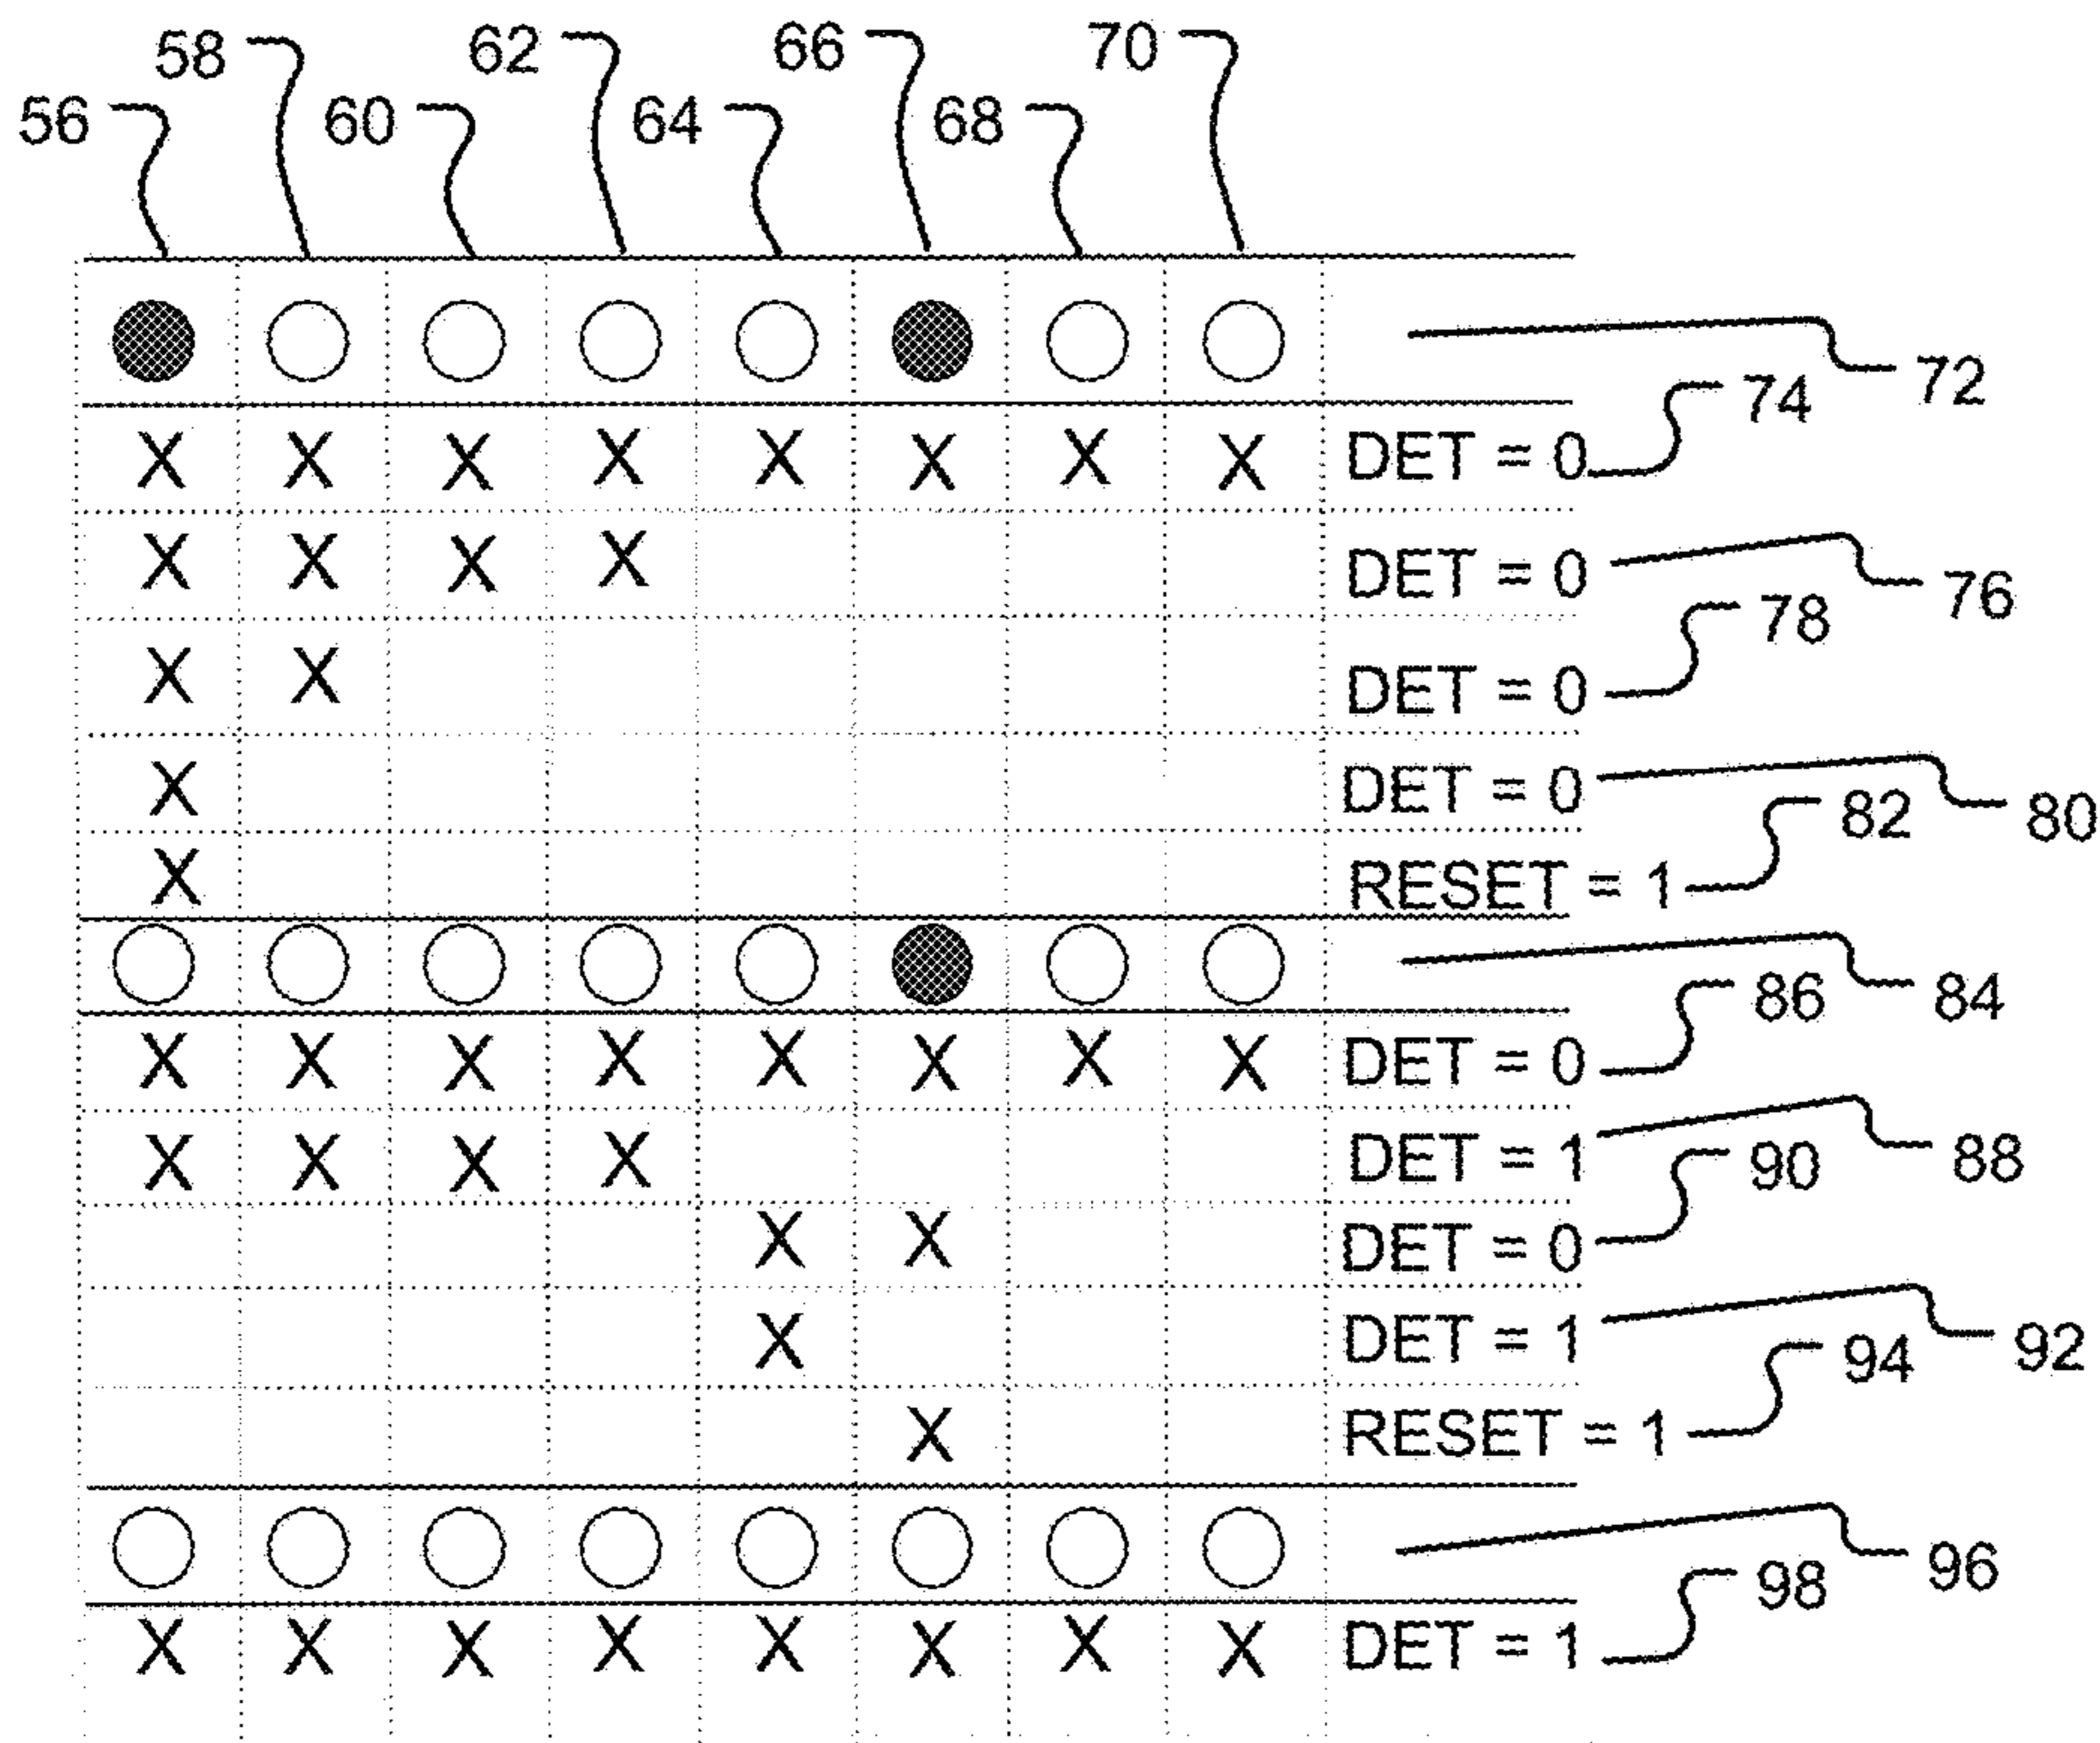 58 62 66 70
56 60 64 68
72
74
X X X X X X X X DET = 0
X X X X DET = 0
76
78
X X DET = 0
X DET = 0
82 80
X RESET = 1
86 84
X X X X X X X X DET = 0
X X X X DET = 1
90 88
X X DET = 0
X DET = 1
94 92
X RESET = 1
96
98
X X X X X X X X DET = 1